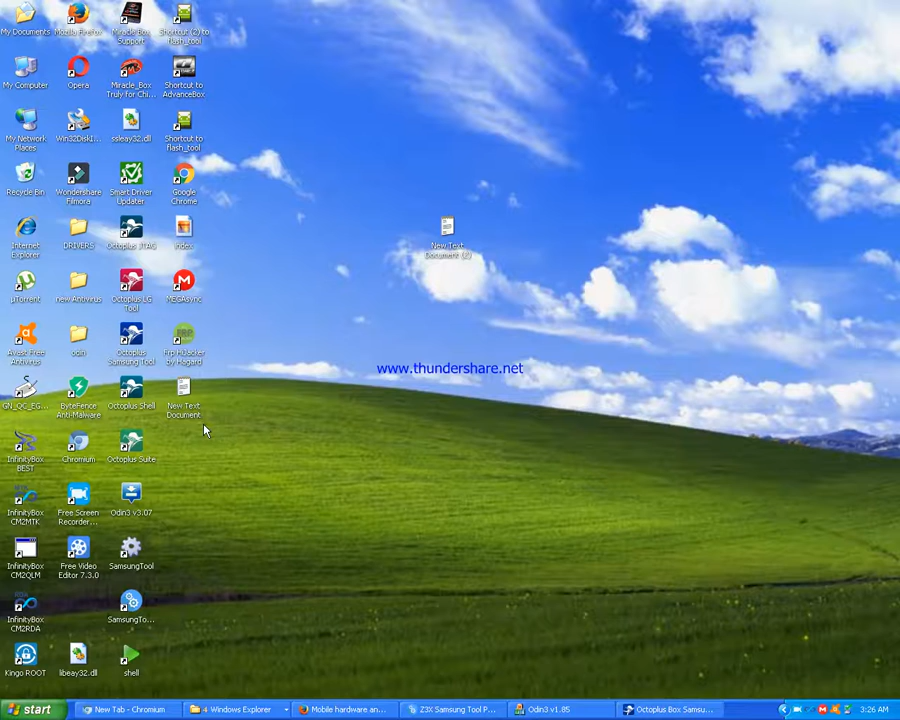 My Documents
Mozilla Firefox
Miracle Box Support
Shortcut (2) to flash_tool
My Computer
Opera
Miracle_Box Truly for Chi...
Shortcut to AdvanceBox
My Network Places
Win32DiskI...
ssleay32.dll
Shortcut to flash_tool
Recycle Bin
Wondershare Filmora
Smart Driver Updater
Google Chrome
Internet Explorer
DRIVERS
Octoplus JTAG
index
New Text Document (2)
µTorrent
new Antivirus
Octoplus LG Tool
MEGAsync
Avast Free Antivirus
odin
Octoplus Samsung Tool
Frp HiJacker by Hagard
www.thundershare.net
GN_QC_EG...
ByteFence Anti-Malware
Octoplus Shell
New Text Document
InfinityBox BEST
Chromium
Octoplus Suite
InfinityBox CM2MTK
Free Screen Recorder...
Odin3 v3.07
InfinityBox CM2QLM
Free Video Editor 7.3.0
SamsungTool
InfinityBox CM2RDA
SamsungTo...
Kingo ROOT
libeay32.dll
shell
start
New Tab - Chromium
4 Windows Explorer
Mobile hardware an...
Z3X Samsung Tool P...
Odin3 v1.85
Octoplus Box Samsu...
3:26 AM